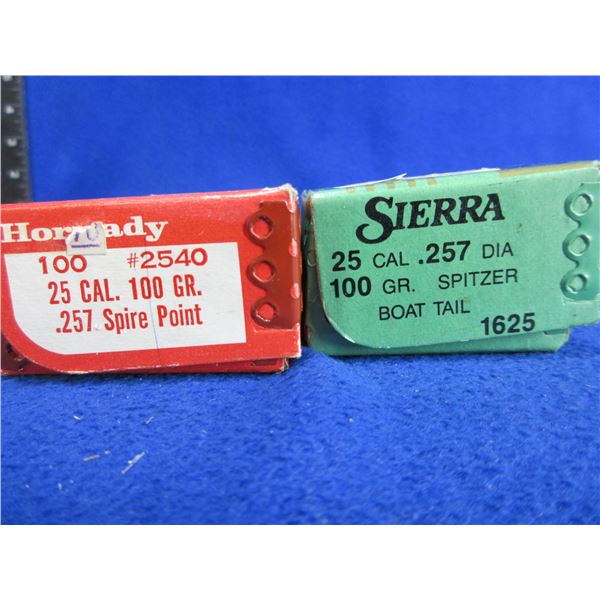 Hornady
70
100 #2540
25 CAL. 100 GR.
.257 Spire Point
SIERRA
25 CAL .257 DIA
100 GR. SPITZER
BOAT TAIL
1625